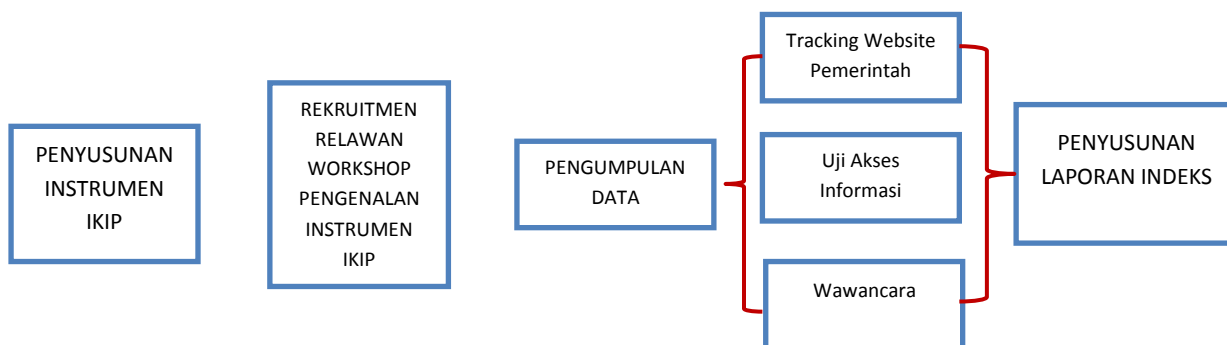 PENYUSUNAN
INSTRUMEN
IKIP
REKRUITMEN
RELAWAN
WORKSHOP
PENGENALAN
INSTRUMEN
IKIP
PENGUMPULAN
DATA
Tracking Website
Pemerintah
Uji Akses
Informasi
Wawancara
PENYUSUNAN
LAPORAN INDEKS